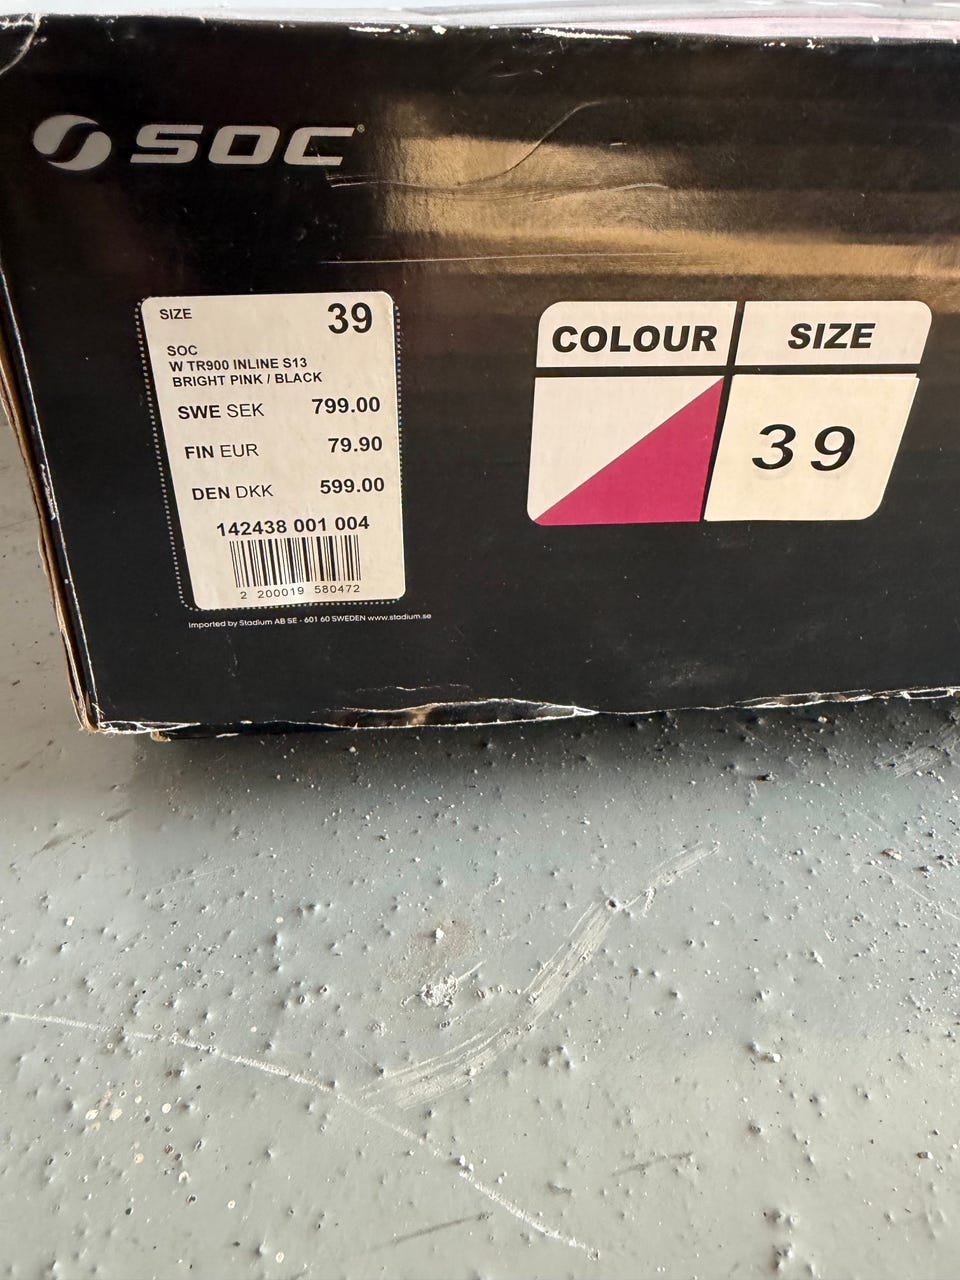 SOC®
SIZE 39
SOC
W TR900 INLINE S13
BRIGHT PINK / BLACK
SWE SEK 799.00
FIN EUR 79.90
DEN DKK 599.00
142438 001 004
2 200019 580472
Imported by Stadium AB SE - 601 60 SWEDEN www.stadium.se
COLOUR SIZE
39